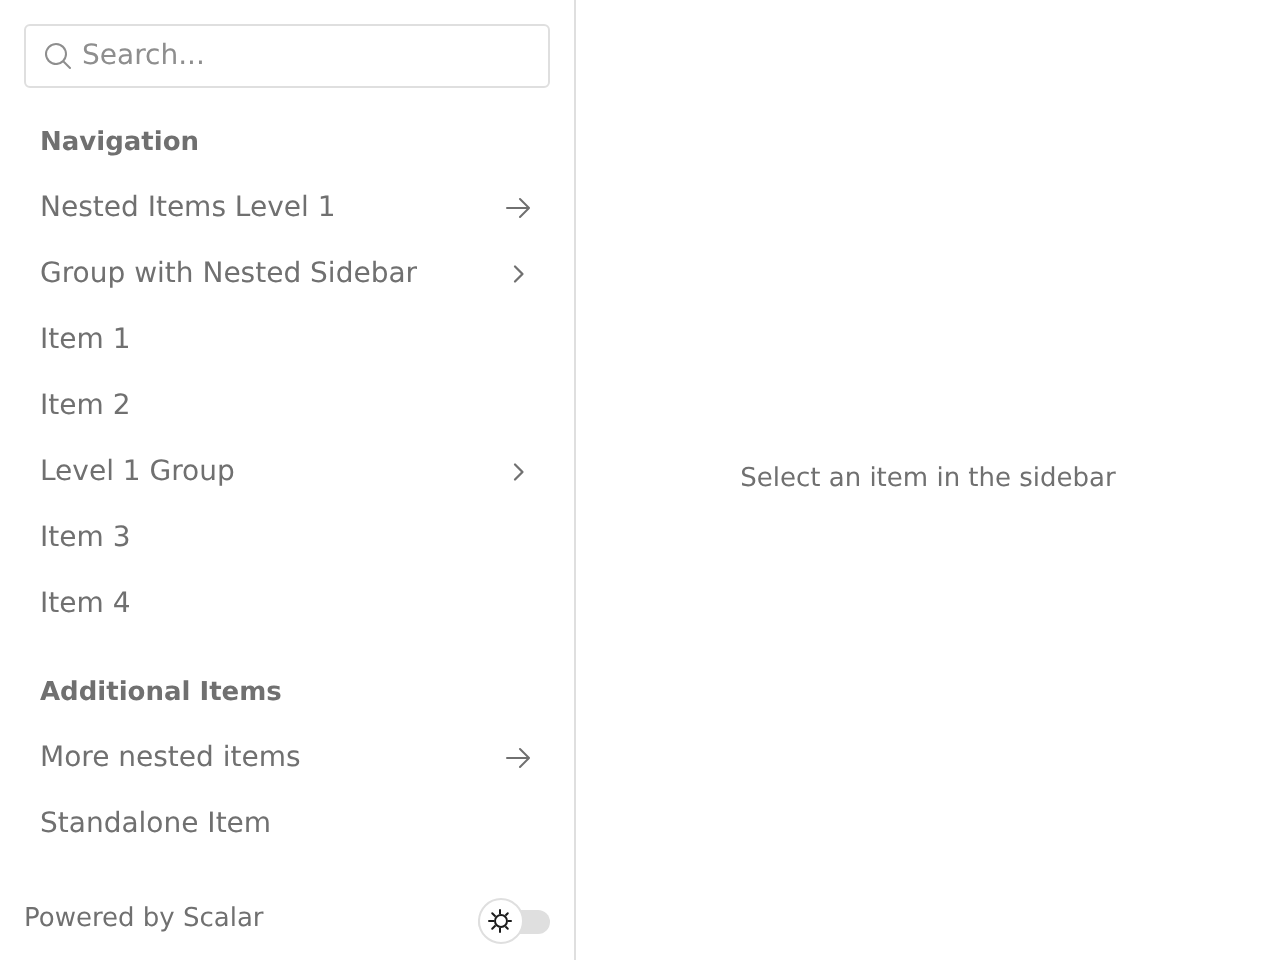 Search...
Navigation
Nested Items Level 1
Group with Nested Sidebar
Item 1
Item 2
Level 1 Group
Item 3
Item 4
Additional Items
More nested items
Standalone Item
Powered by Scalar
Select an item in the sidebar